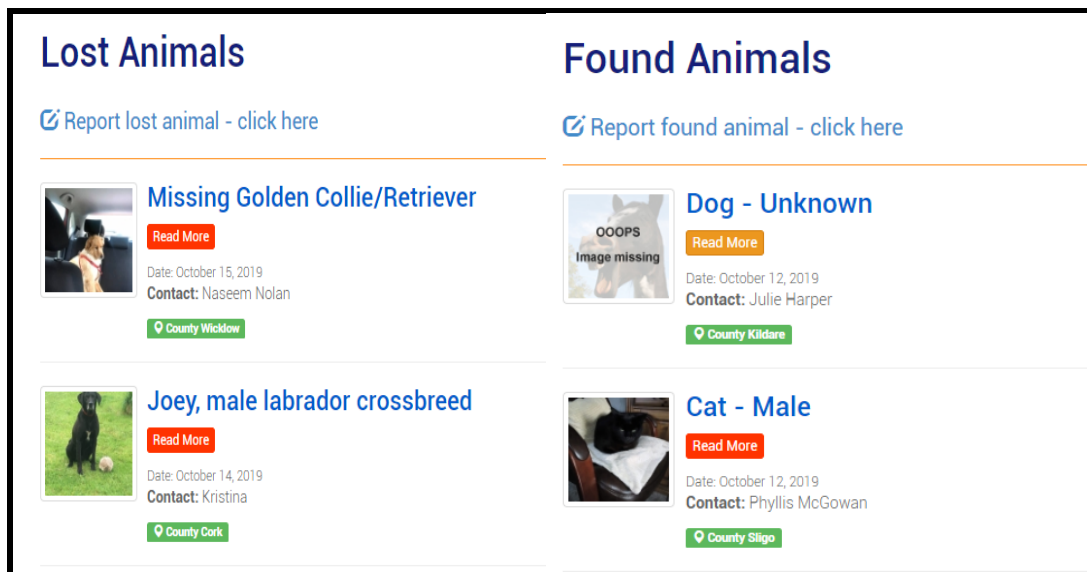 Lost Animals
Report lost animal - click here
Missing Golden Collie/Retriever
Read More
Date: October 15, 2019
Contact: Naseem Nolan
County Wicklow
Joey, male labrador crossbreed
Read More
Date: October 14, 2019
Contact: Kristina
County Cork
Found Animals
Report found animal - click here
OOOPS
Image missing
Dog - Unknown
Read More
Date: October 12, 2019
Contact: Julie Harper
County Kildare
Cat - Male
Read More
Date: October 12, 2019
Contact: Phyllis McGowan
County Sligo